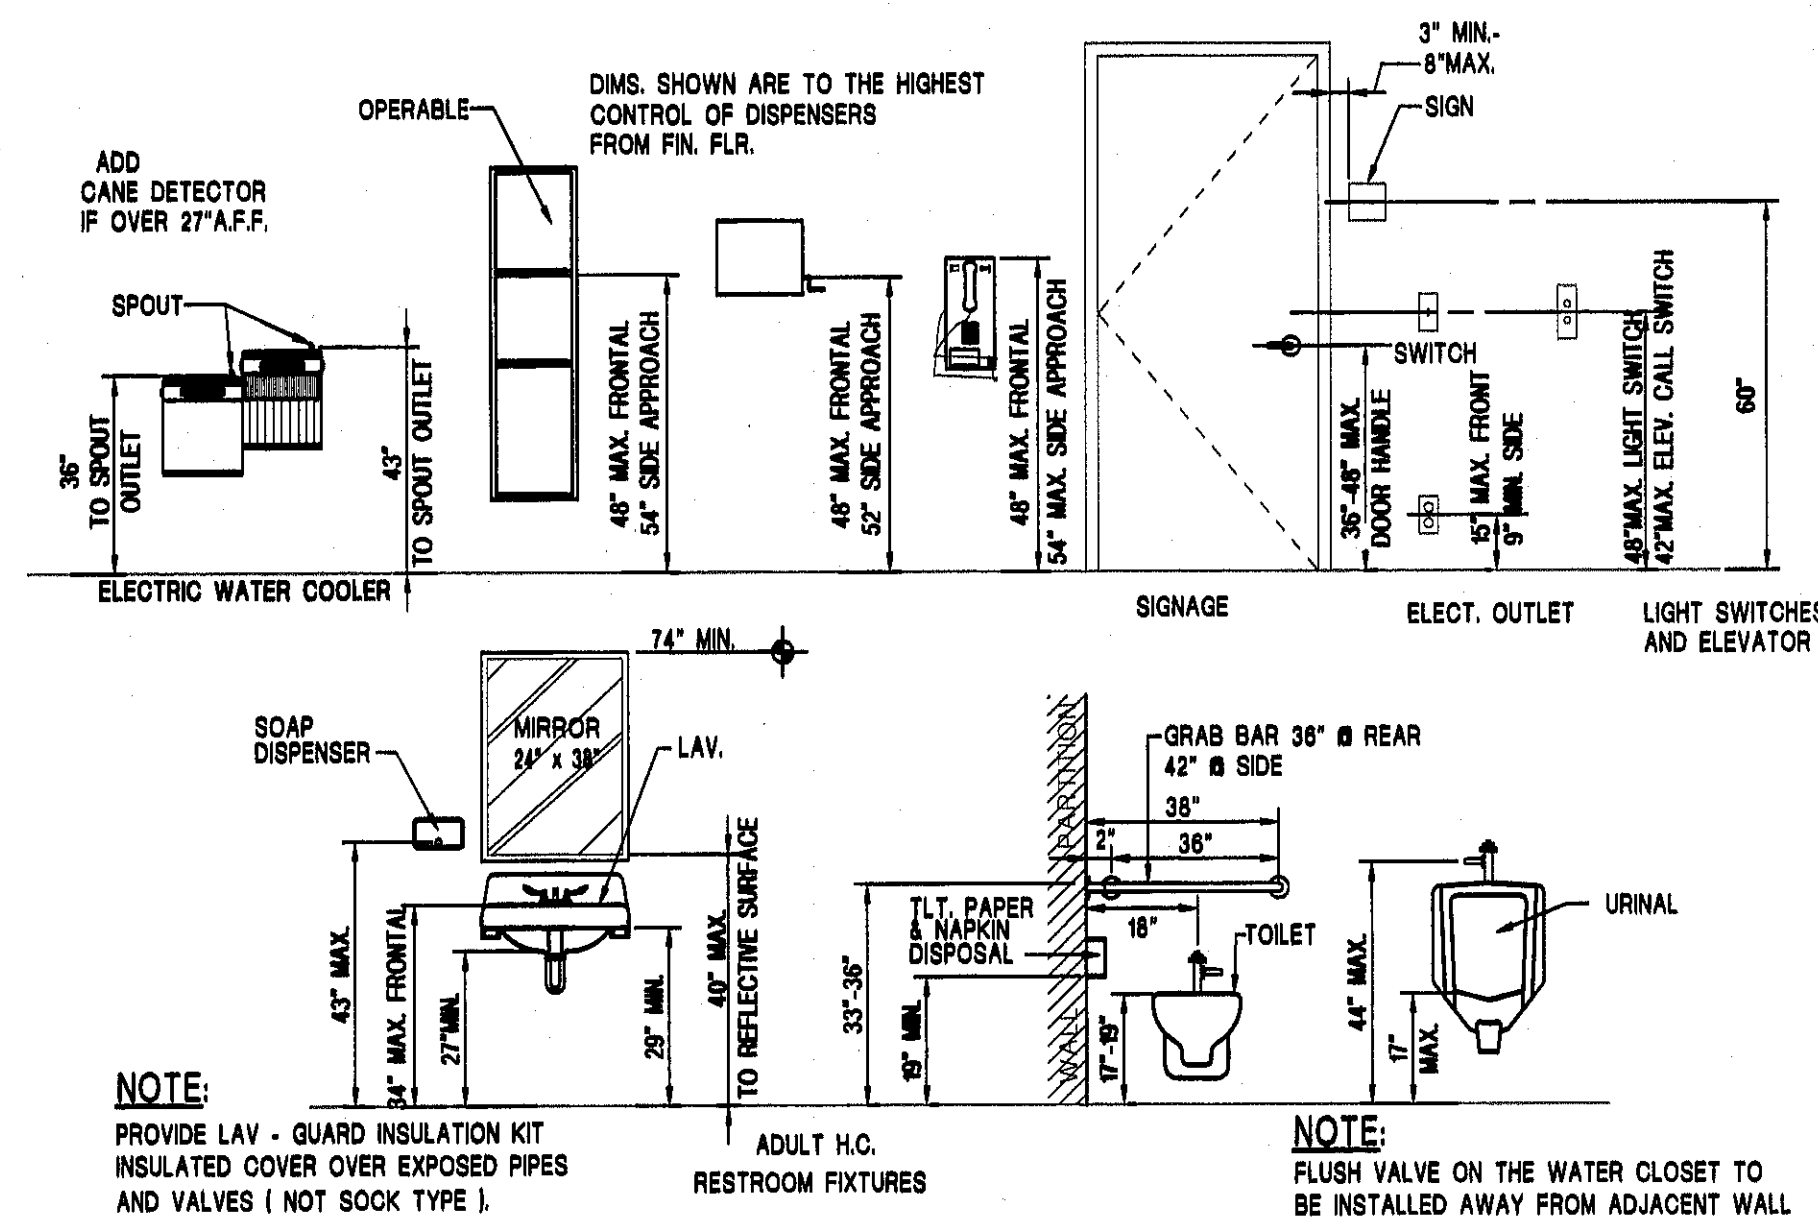 3" MIN.-
8"MAX.
SIGN
DIMS. SHOWN ARE TO THE HIGHEST
CONTROL OF DISPENSERS
FROM FIN. FLR.
OPERABLE
ADD
CANE DETECTOR
IF OVER 27"A.F.F.
SPOUT
36"
TO SPOUT
OUTLET
43"
TO SPOUT OUTLET
48" MAX. FRONTAL
54" SIDE APPROACH
48" MAX. FRONTAL
52" SIDE APPROACH
48" MAX. FRONTAL
54" MAX. SIDE APPROACH
SWITCH
36"-48" MAX.
DOOR HANDLE
15" MAX. FRONT
9" MIN. SIDE
48"MAX. LIGHT SWITCH
42"MAX. ELEV. CALL SWITCH
60"
ELECTRIC WATER COOLER
SIGNAGE
ELECT. OUTLET
LIGHT SWITCHES
AND ELEVATOR
74" MIN.
SOAP
DISPENSER
MIRROR
24" x 38"
LAV.
43" MAX.
34" MAX. FRONTAL
27"MIN.
29" MIN.
40" MAX.
TO REFLECTIVE SURFACE
WALL PARTITION
GRAB BAR 36" @ REAR
42" @ SIDE
38"
2"
36"
18"
TLT. PAPER
& NAPKIN
DISPOSAL
TOILET
33"-36"
19" MIN.
17"-19"
44" MAX.
17"
MAX.
URINAL
NOTE:
PROVIDE LAV - GUARD INSULATION KIT
INSULATED COVER OVER EXPOSED PIPES
AND VALVES ( NOT SOCK TYPE ).
ADULT H.C.
RESTROOM FIXTURES
NOTE:
FLUSH VALVE ON THE WATER CLOSET TO
BE INSTALLED AWAY FROM ADJACENT WALL